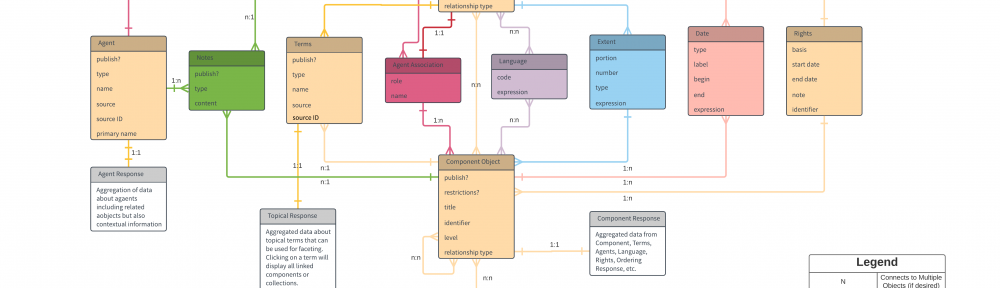 relationship type
n:1
1:1
n:n
Agent
publish?
type
name
source
source ID
primary name
1:n
Notes
publish?
type
content
Terms
publish?
type
name
source
source ID
Agent Association
role
name
n:n
Language
code
expression
Extent
portion
number
type
expression
Date
type
label
begin
end
expression
Rights
basis
start date
end date
note
identifier
1:n
n:n
1:1
1:1
n:1
n:1
1:n
1:n
1:n
Agent Response
Aggregation of data
about agaents
including related
aobjects but also
contextual information
Component Object
publish?
restrictions?
title
identifier
level
relationship type
n:n
n:n
1:1
Topical Response
Aggregated data about
topical terms that can
be used for faceting.
Clicking on a term will
display all linked
components or
collections.
Component Response
Aggregated data from
Component, Terms,
Agents, Language,
Rights, Ordering
Response, etc.
Legend
N
Connects to Multiple
Objects (if desired)